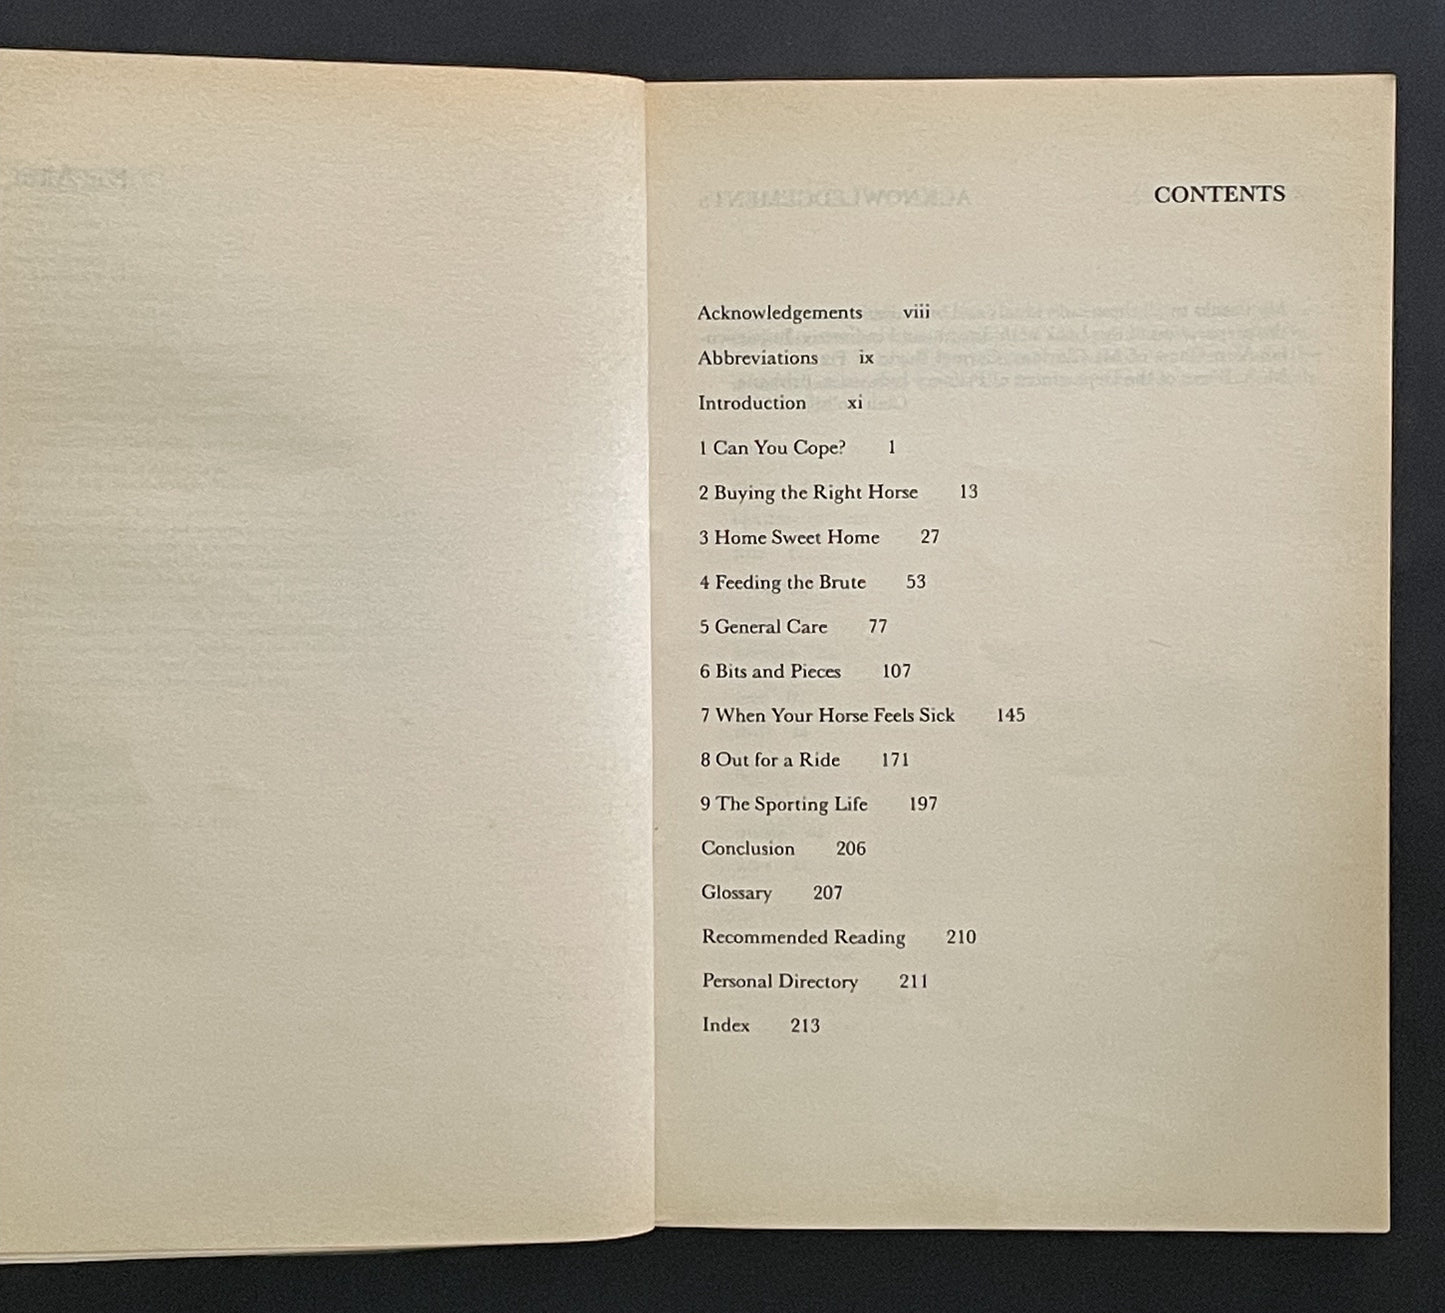 CONTENTS
Acknowledgements viii
Abbreviations ix
Introduction xi
1 Can You Cope? 1
2 Buying the Right Horse 13
3 Home Sweet Home 27
4 Feeding the Brute 53
5 General Care 77
6 Bits and Pieces 107
7 When Your Horse Feels Sick 145
8 Out for a Ride 171
9 The Sporting Life 197
Conclusion 206
Glossary 207
Recommended Reading 210
Personal Directory 211
Index 213